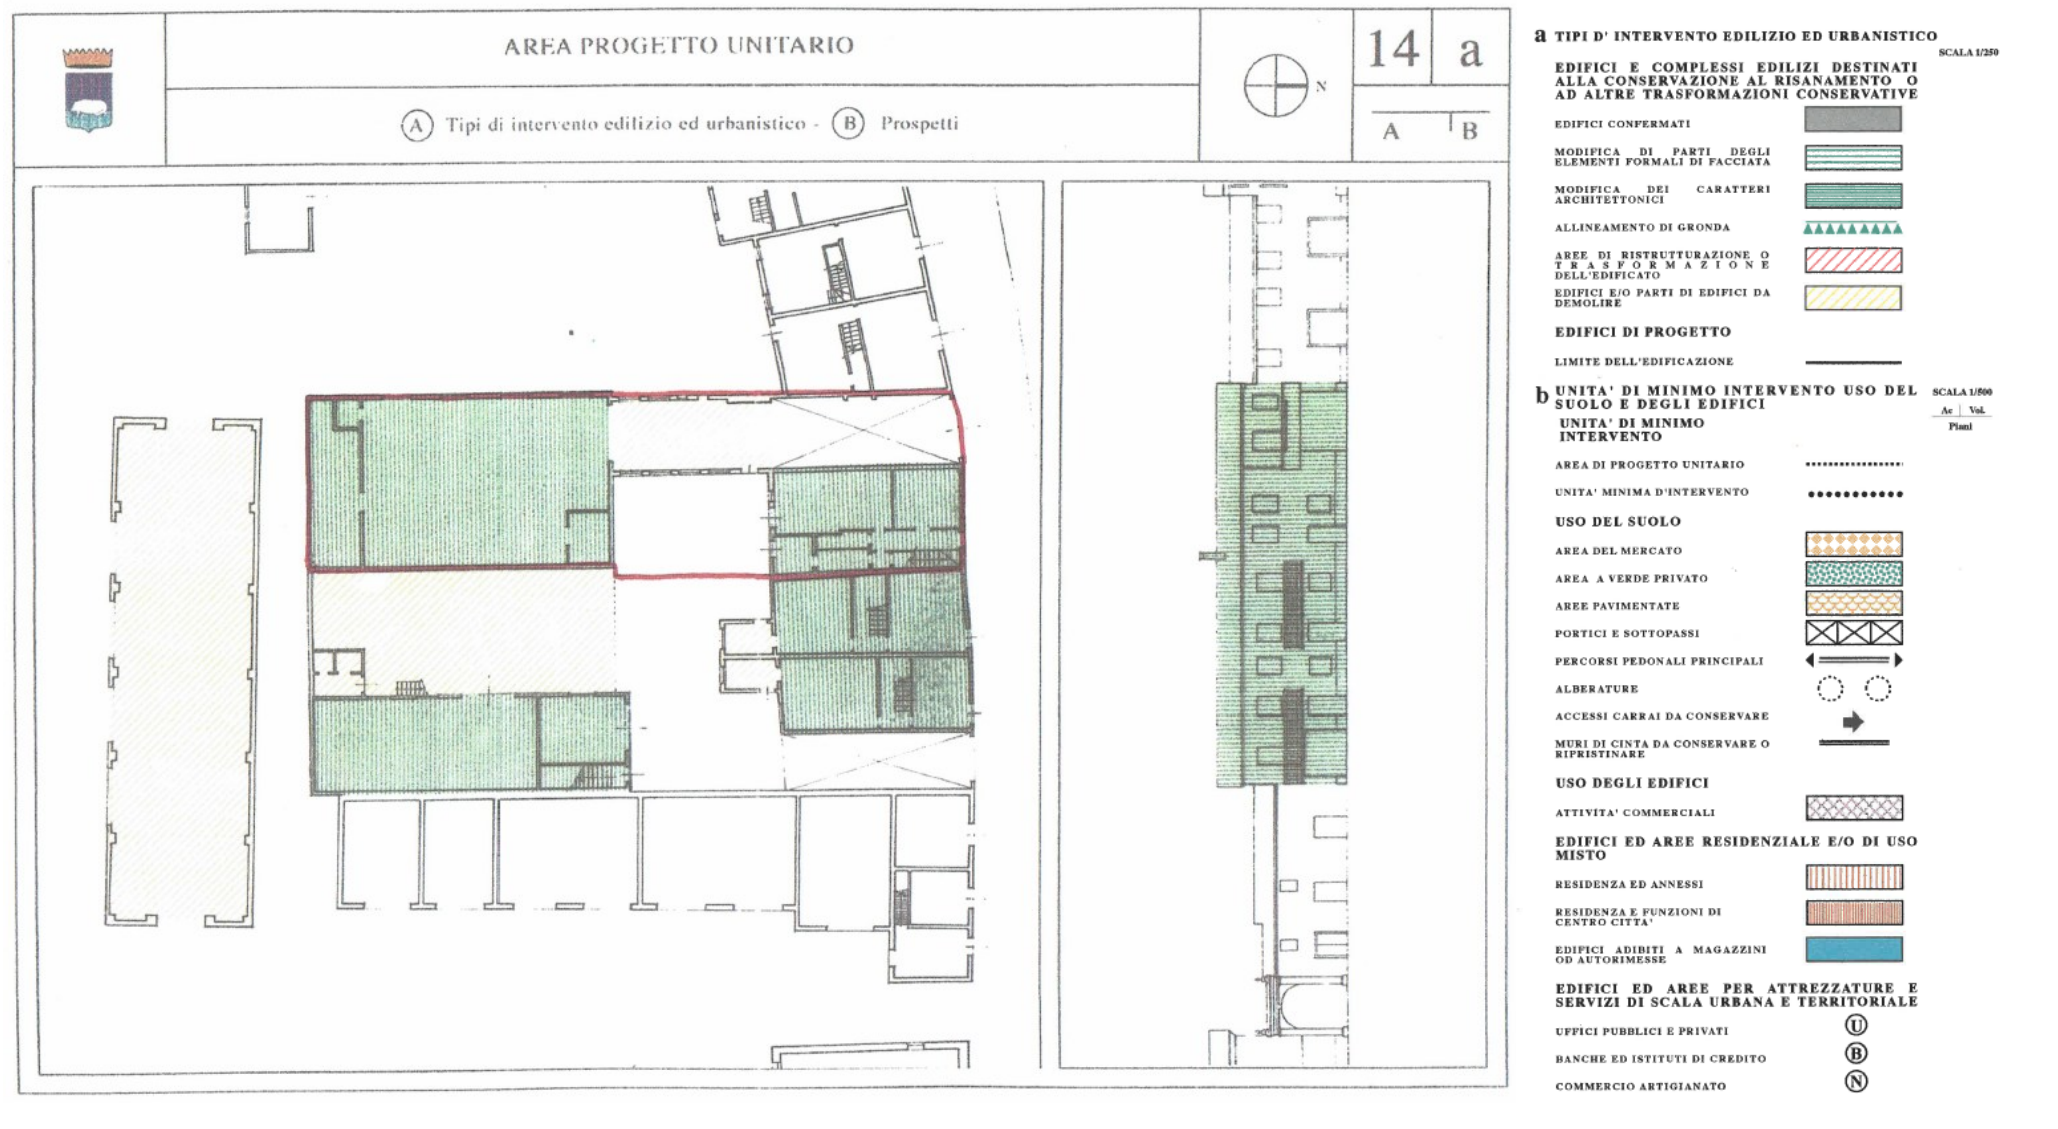 AREA PROGETTO UNITARIO
A Tipi di intervento edilizio ed urbanistico - B Prospetti
N
14 a
A B
a TIPI D' INTERVENTO EDILIZIO ED URBANISTICO
SCALA 1/250
EDIFICI E COMPLESSI EDILIZI DESTINATI
ALLA CONSERVAZIONE AL RISANAMENTO O
AD ALTRE TRASFORMAZIONI CONSERVATIVE
EDIFICI CONFERMATI
MODIFICA DI PARTI DEGLI
ELEMENTI FORMALI DI FACCIATA
MODIFICA DEI CARATTERI
ARCHITETTONICI
ALLINEAMENTO DI GRONDA
AREE DI RISTRUTTURAZIONE O
TRASFORMAZIONE
DELL'EDIFICATO
EDIFICI E/O PARTI DI EDIFICI DA
DEMOLIRE
EDIFICI DI PROGETTO
LIMITE DELL'EDIFICAZIONE
b UNITA' DI MINIMO INTERVENTO USO DEL
SUOLO E DEGLI EDIFICI
SCALA 1/500
Ac Vol.
Piani
UNITA' DI MINIMO
INTERVENTO
AREA DI PROGETTO UNITARIO
UNITA' MINIMA D'INTERVENTO
USO DEL SUOLO
AREA DEL MERCATO
AREA A VERDE PRIVATO
AREE PAVIMENTATE
PORTICI E SOTTOPASSI
PERCORSI PEDONALI PRINCIPALI
ALBERATURE
ACCESSI CARRAI DA CONSERVARE
MURI DI CINTA DA CONSERVARE O
RIPRISTINARE
USO DEGLI EDIFICI
ATTIVITA' COMMERCIALI
EDIFICI ED AREE RESIDENZIALE E/O DI USO
MISTO
RESIDENZA ED ANNESSI
RESIDENZA E FUNZIONI DI
CENTRO CITTA'
EDIFICI ADIBITI A MAGAZZINI
OD AUTORIMESSE
EDIFICI ED AREE PER ATTREZZATURE E
SERVIZI DI SCALA URBANA E TERRITORIALE
UFFICI PUBBLICI E PRIVATI U
BANCHE ED ISTITUTI DI CREDITO B
COMMERCIO ARTIGIANATO N